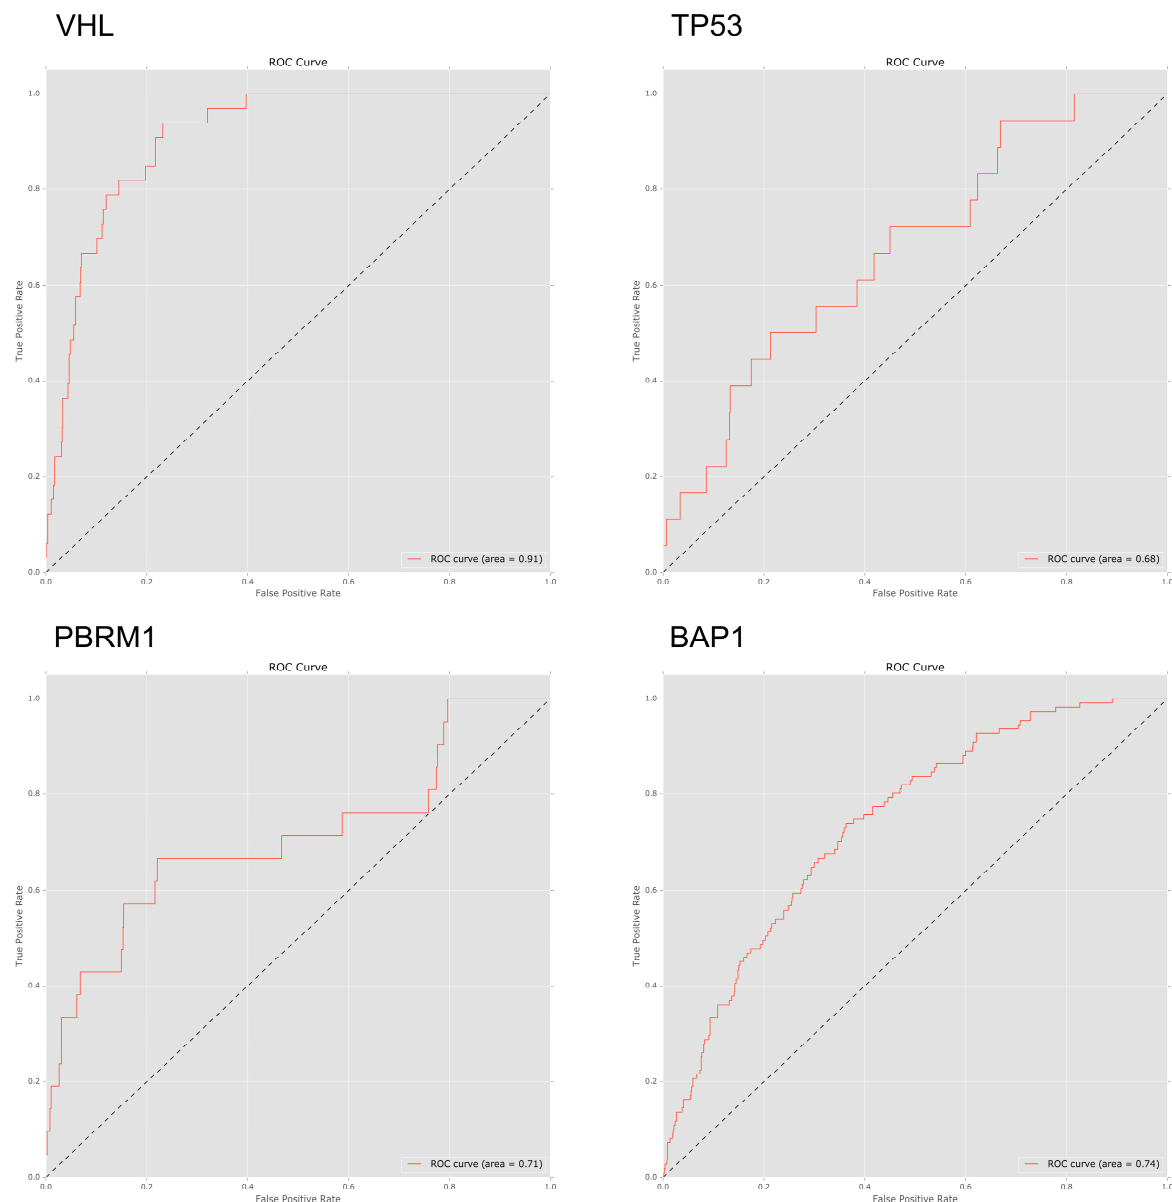 VHL
ROC Curve
1.0
0.8
0.6
0.4
0.2
0.0
True Positive Rate
0.0 0.2 0.4 0.6 0.8 1.0
False Positive Rate
ROC curve (area = 0.91)
TP53
ROC Curve
1.0
0.8
0.6
0.4
0.2
0.0
True Positive Rate
0.0 0.2 0.4 0.6 0.8 1.0
False Positive Rate
ROC curve (area = 0.68)
PBRM1
ROC Curve
1.0
0.8
0.6
0.4
0.2
0.0
True Positive Rate
0.0 0.2 0.4 0.6 0.8 1.0
False Positive Rate
ROC curve (area = 0.71)
BAP1
ROC Curve
1.0
0.8
0.6
0.4
0.2
0.0
True Positive Rate
0.0 0.2 0.4 0.6 0.8 1.0
False Positive Rate
ROC curve (area = 0.74)